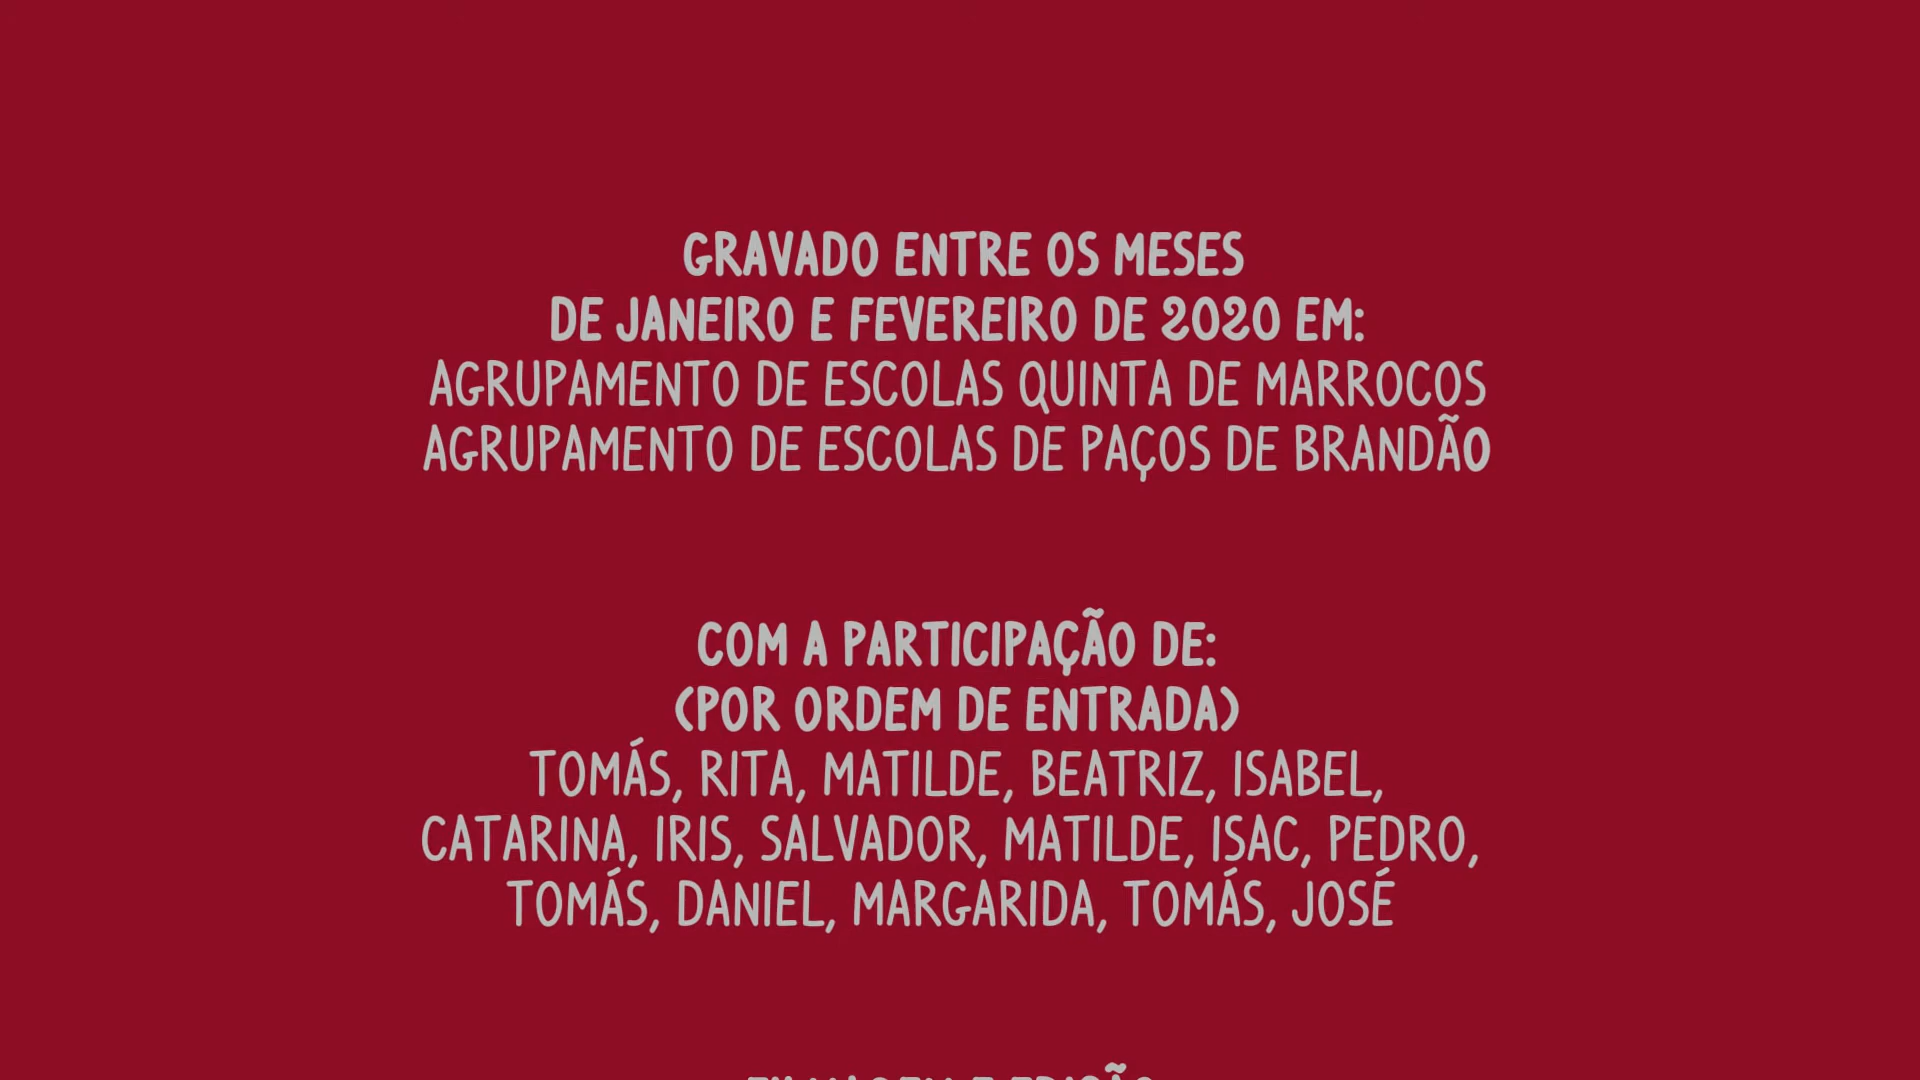 GRAVADO ENTRE OS MESES
DE JANEIRO E FEVEREIRO DE 2020 EM:
AGRUPAMENTO DE ESCOLAS QUINTA DE MARROCOS
AGRUPAMENTO DE ESCOLAS DE PAÇOS DE BRANDÃO
COM A PARTICIPAÇÃO DE:
(POR ORDEM DE ENTRADA)
TOMÁS, RITA, MATILDE, BEATRIZ, ISABEL,
CATARINA, IRIS, SALVADOR, MATILDE, ISAC, PEDRO,
TOMÁS, DANIEL, MARGARIDA, TOMÁS, JOSÉ